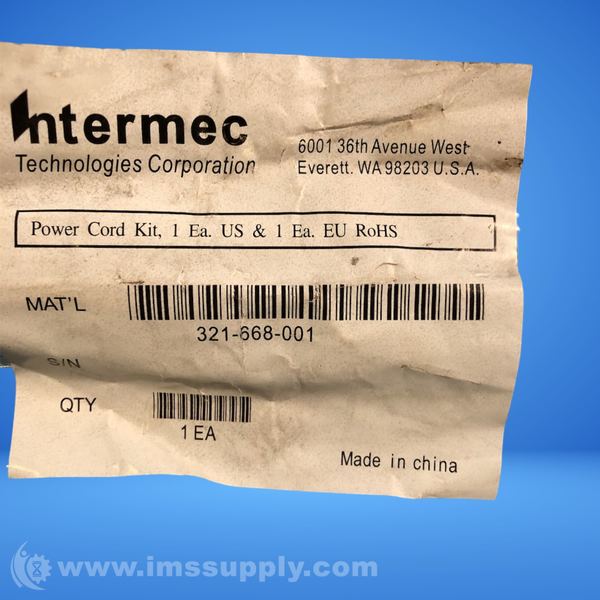 Intermec
Technologies Corporation
6001 36th Avenue West
Everett. WA 98203 U.S.A.
Power Cord Kit, 1 Ea. US & 1 Ea. EU RoHS
MAT'L
321-668-001
S/N
QTY
1 EA
Made in china
www.imssupply.com